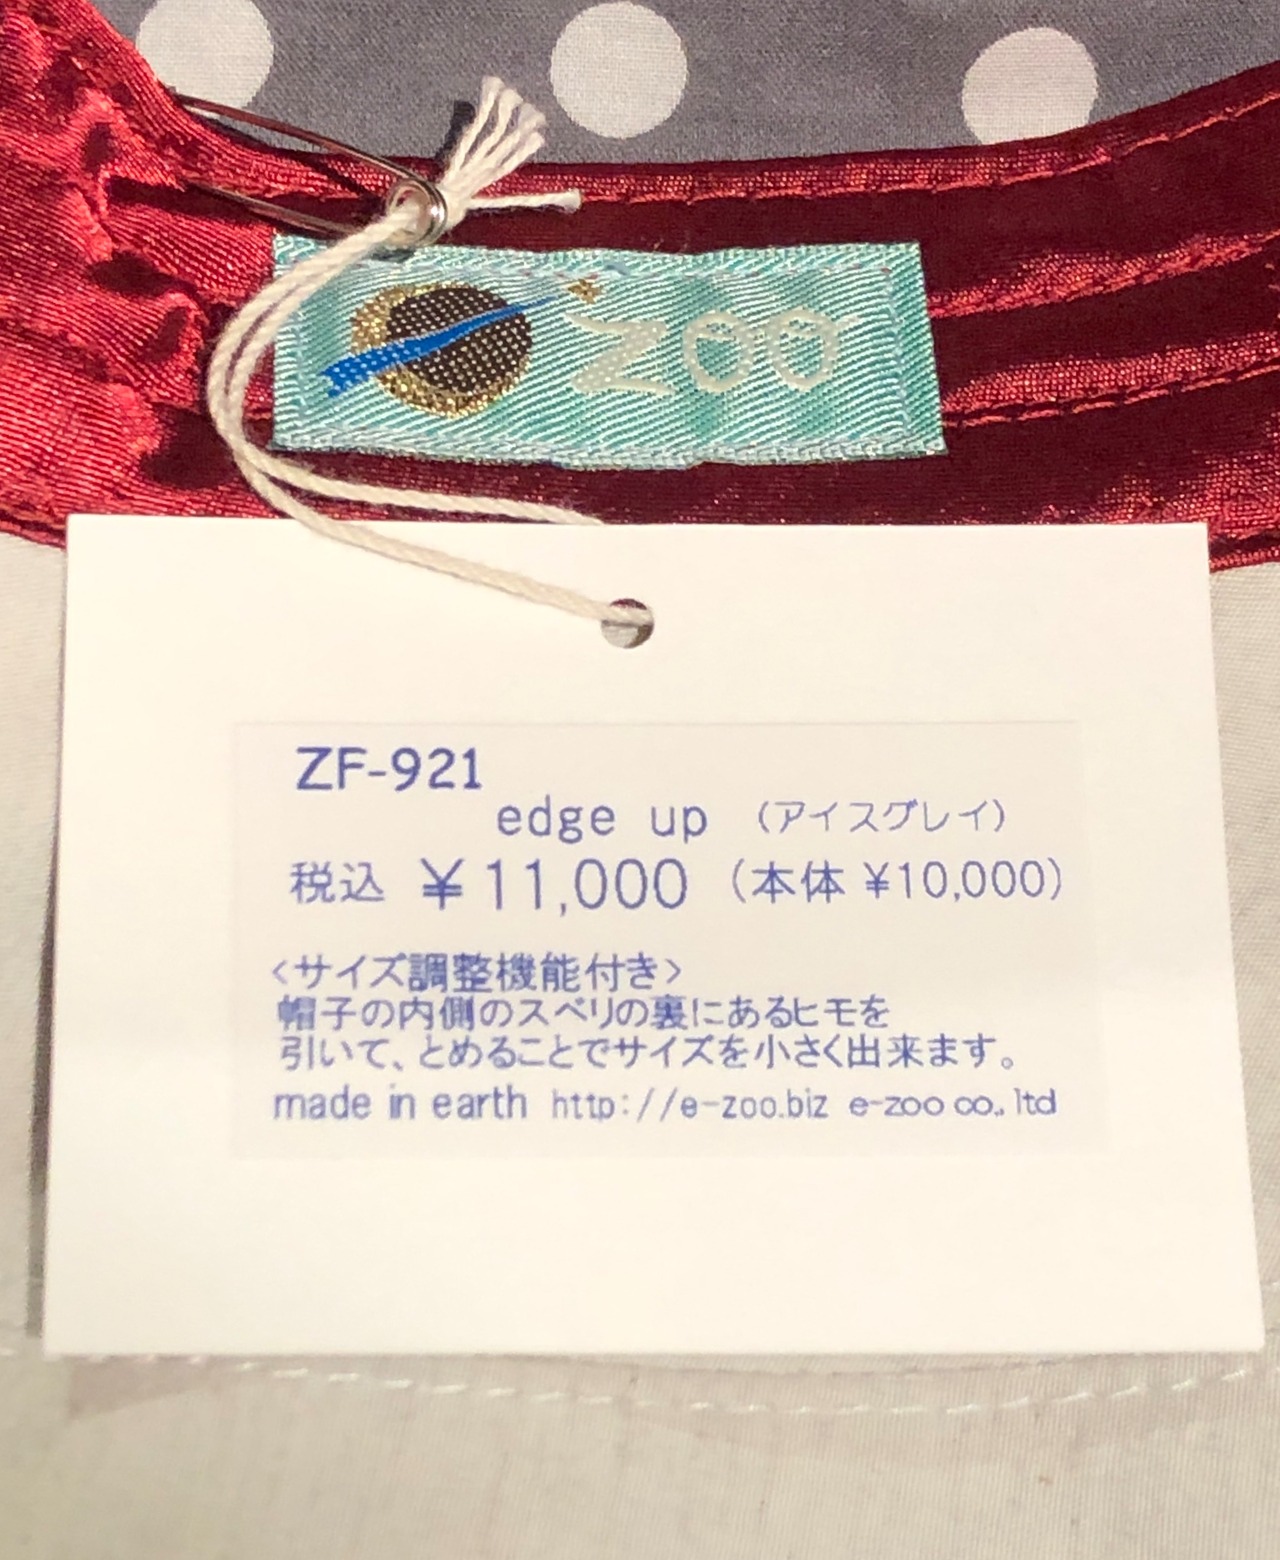 ZOO
ZF-921
edge up （アイスグレイ）
税込 ￥11,000 （本体 ¥10,000）
<サイズ調整機能付き>
帽子の内側のスベリの裏にあるヒモを
引いて、とめることでサイズを小さく出来ます。
made in earth http://e-zoo.biz e-zoo co., ltd